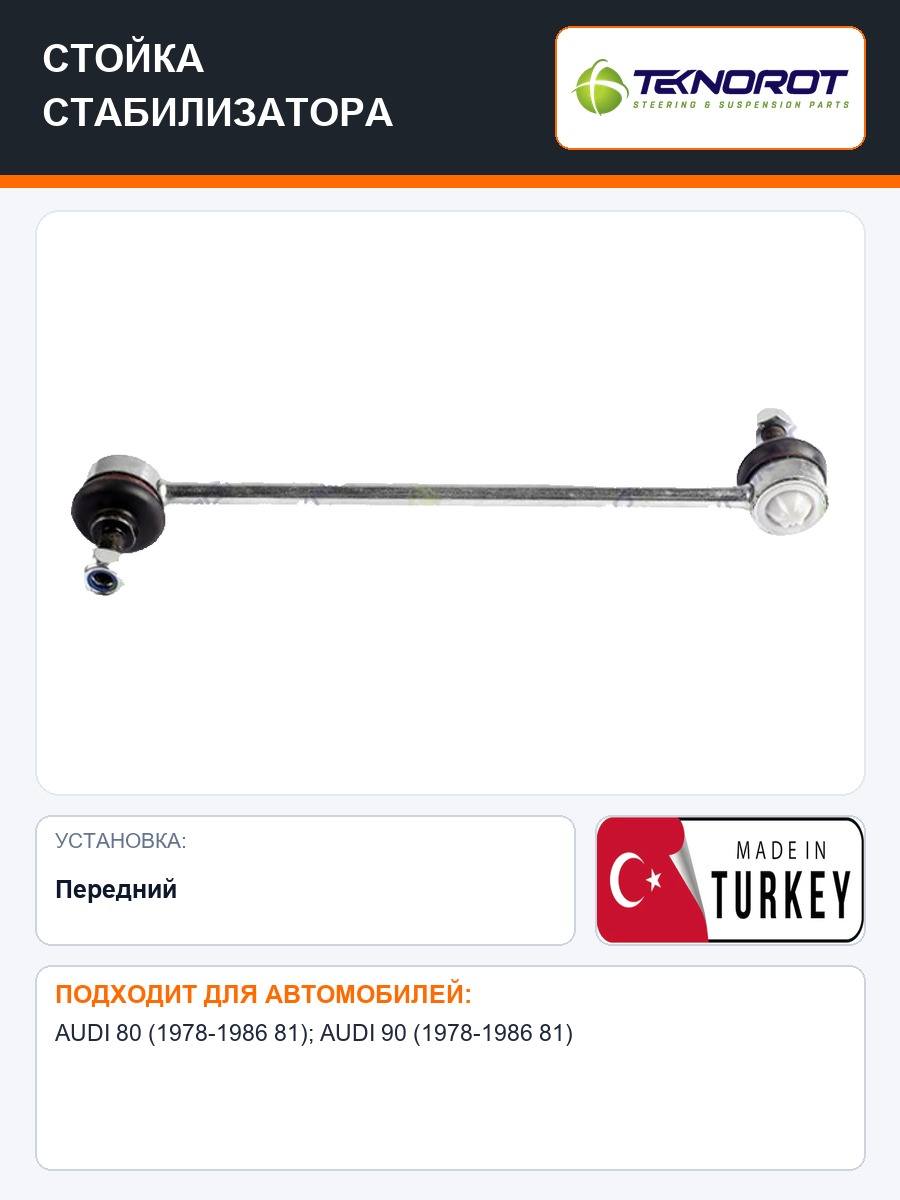 СТОЙКА
СТАБИЛИЗАТОРА
TEKNOROT
STEERING & SUSPENSION PARTS
УСТАНОВКА:
Передний
MADE IN
TURKEY
ПОДХОДИТ ДЛЯ АВТОМОБИЛЕЙ:
AUDI 80 (1978-1986 81); AUDI 90 (1978-1986 81)